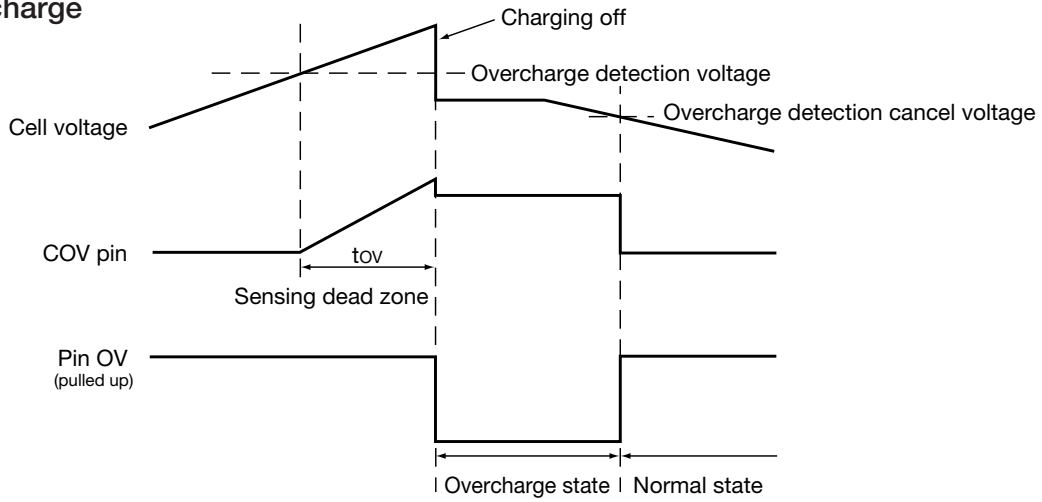 charge
Charging off
Overcharge detection voltage
Overcharge detection cancel voltage
Cell voltage
COV pin
tOV
Sensing dead zone
Pin OV
(pulled up)
Overcharge state
Normal state